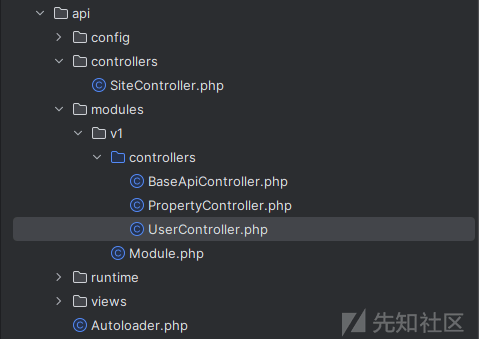 api
config
controllers
SiteController.php
modules
v1
controllers
BaseApiController.php
PropertyController.php
UserController.php
Module.php
runtime
views
Autoloader.php
先知社区